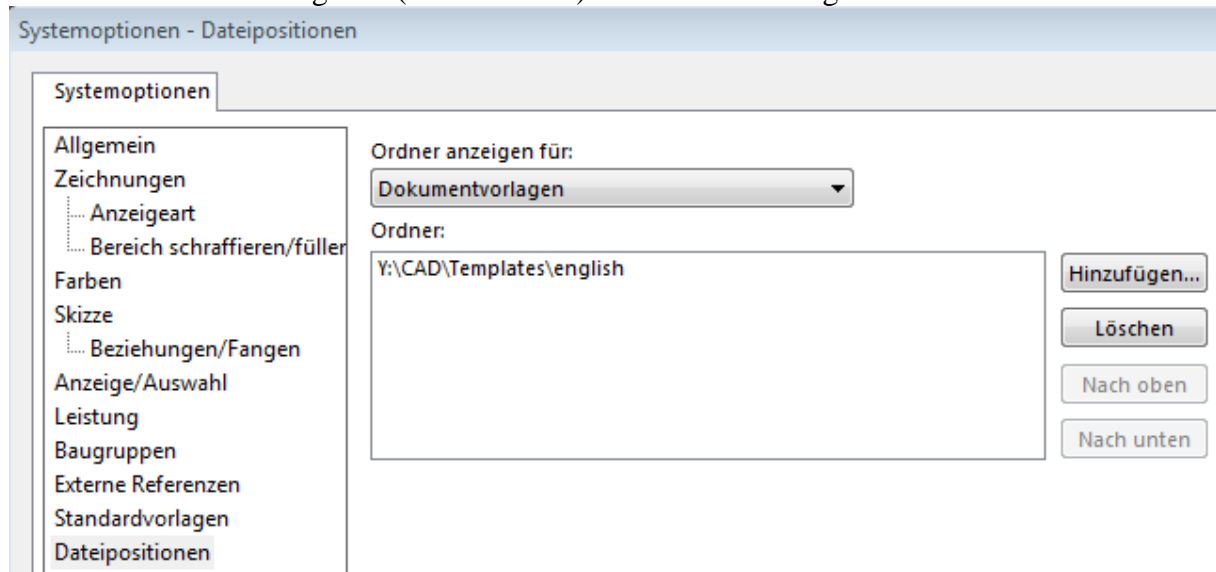 Systemoptionen - Dateipositionen
Systemoptionen
Allgemein
Zeichnungen
Anzeigeart
Bereich schraffieren/füller
Farben
Skizze
Beziehungen/Fangen
Anzeige/Auswahl
Leistung
Baugruppen
Externe Referenzen
Standardvorlagen
Dateipositionen
Ordner anzeigen für:
Dokumentvorlagen
Ordner:
Y:\CAD\Templates\english
Hinzufügen...
Löschen
Nach oben
Nach unten